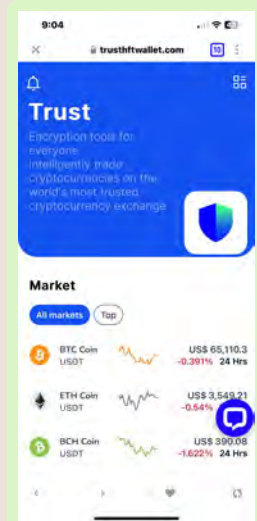 9:04
trusthftwallet.com
10
Trust
Encryption tools for
everyone
Intelligently trade
cryptocurrencies on the
world's most trusted
cryptocurrency exchange
Market
All markets
Top
BTC Coin
US$ 65,110.3
USDT
-0.391% 24 Hrs
ETH Coin
US$ 3,549.21
USDT
-0.54%
BCH Coin
US$ 390.08
USDT
-1.622% 24 Hrs